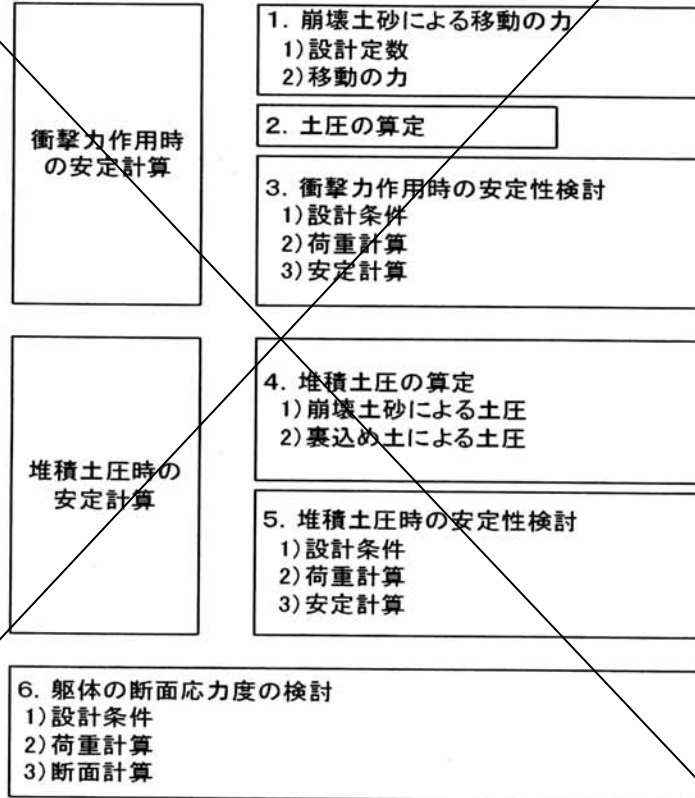 衝撃力作用時
の安定計算
1. 崩壊土砂による移動の力
1)設計定数
2)移動の力
2. 土圧の算定
3. 衝撃力作用時の安定性検討
1)設計条件
2)荷重計算
3)安定計算
堆積土圧時の
安定計算
4. 堆積土圧の算定
1)崩壊土砂による土圧
2)裏込め土による土圧
5. 堆積土圧時の安定性検討
1)設計条件
2)荷重計算
3)安定計算
6. 躯体の断面応力度の検討
1)設計条件
2)荷重計算
3)断面計算